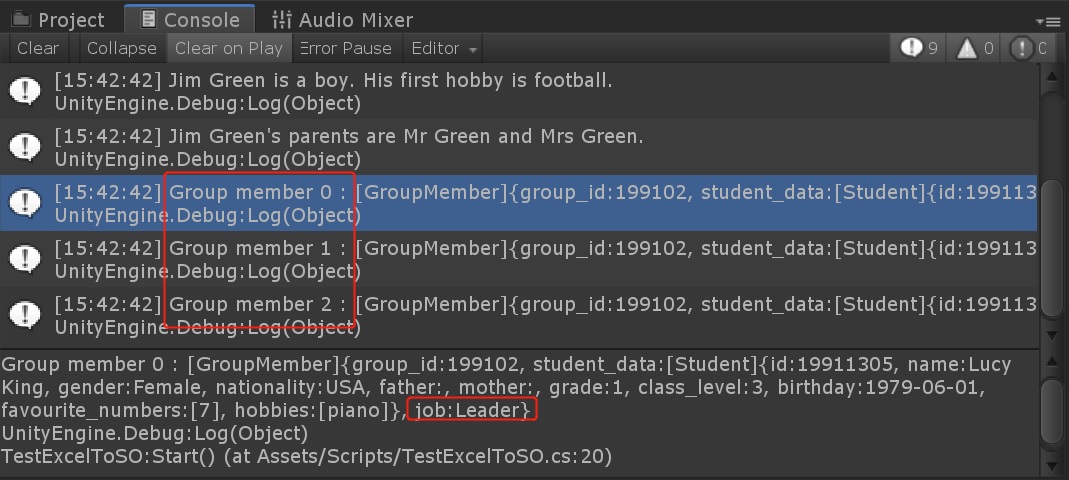 Project Console Audio Mixer
Clear Collapse Clear on Play Error Pause Editor 9 0 0
[15:42:42] Jim Green is a boy. His first hobby is football.
UnityEngine.Debug:Log(Object)
[15:42:42] Jim Green's parents are Mr Green and Mrs Green.
UnityEngine.Debug:Log(Object)
[15:42:42] Group member 0 : [GroupMember]{group_id:199102, student_data:[Student]{id:199113
UnityEngine.Debug:Log(Object)
[15:42:42] Group member 1 : [GroupMember]{group_id:199102, student_data:[Student]{id:199113
UnityEngine.Debug:Log(Object)
[15:42:42] Group member 2 : [GroupMember]{group_id:199102, student_data:[Student]{id:199113
UnityEngine.Debug:Log(Object)
Group member 0 : [GroupMember]{group_id:199102, student_data:[Student]{id:19911305, name:Lucy
King, gender:Female, nationality:USA, father:, mother:, grade:1, class_level:3, birthday:1979-06-01,
favourite_numbers:[7], hobbies:[piano]}, job:Leader}
UnityEngine.Debug:Log(Object)
TestExcelToSO:Start() (at Assets/Scripts/TestExcelToSO.cs:20)